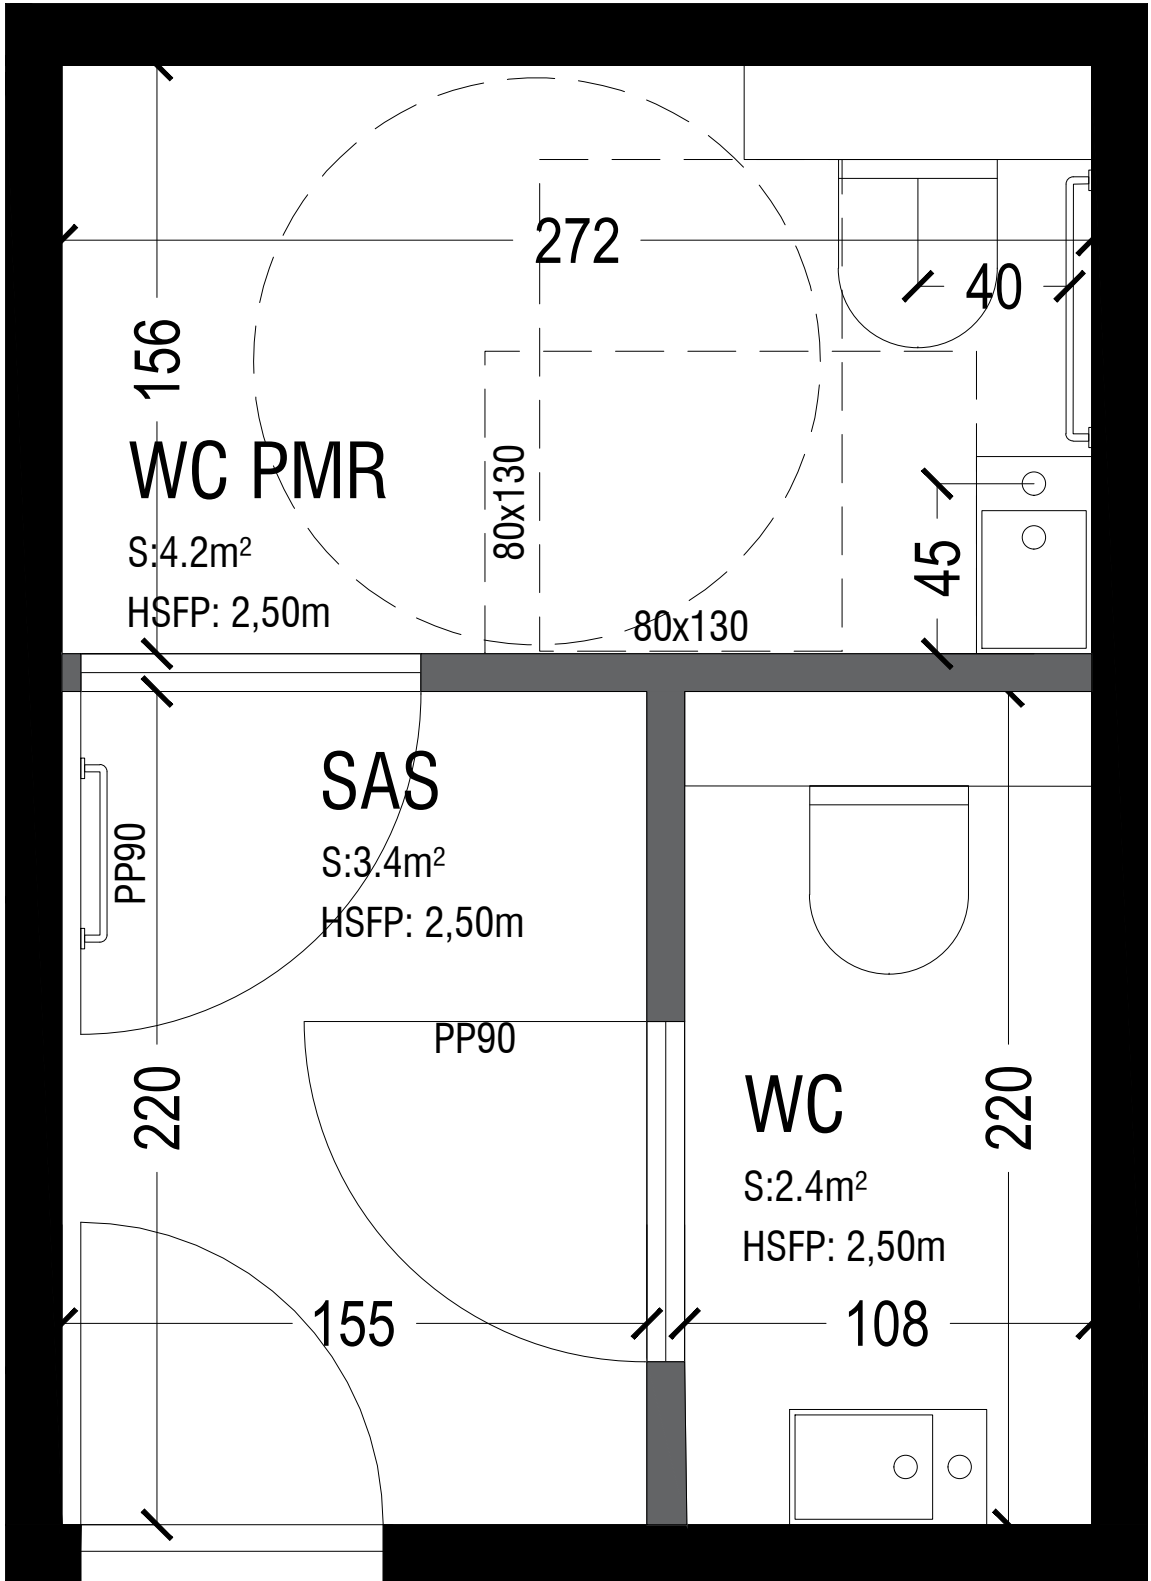 272
40
156
WC PMR
S:4.2m²
HSFP: 2,50m
80x130
80x130
45
SAS
S:3.4m²
HSFP: 2,50m
PP90
PP90
220
WC
S:2.4m²
HSFP: 2,50m
220
155
108